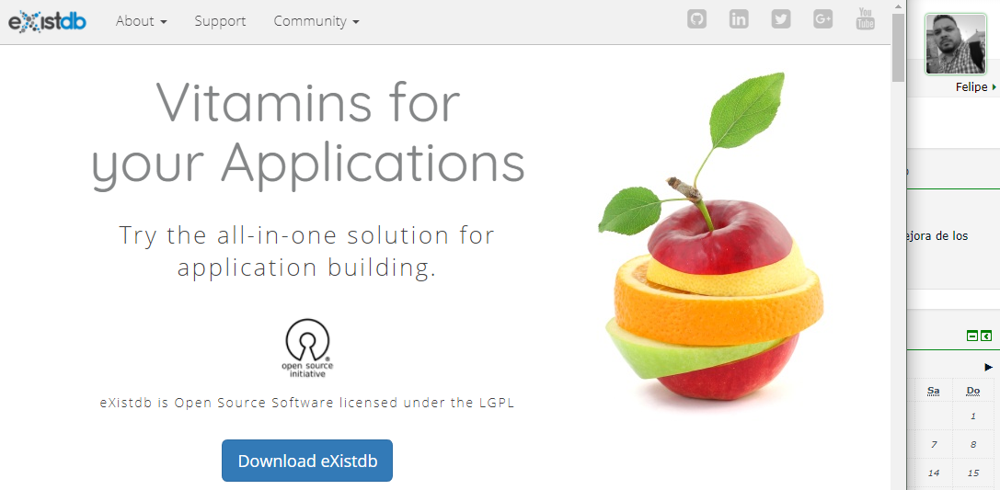 eXistdb
About
Support
Community
You
Tube
G+
in
Vitamins for
your Applications
Try the all-in-one solution for
application building.
open source
initiative
®
eXistdb is Open Source Software licensed under the LGPL
Download eXistdb
Felipe
ejora de los
Sa Do
1
7 8
14 15